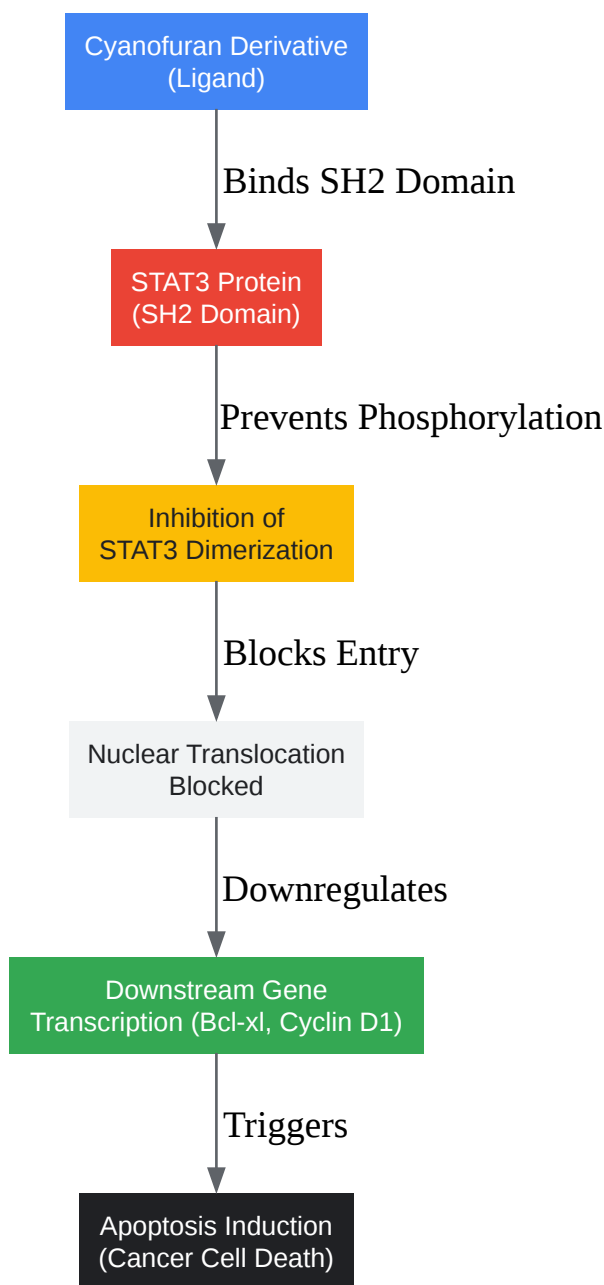 Cyanofuran Derivative
(Ligand)
Binds SH2 Domain
STAT3 Protein
(SH2 Domain)
Prevents Phosphorylation
Inhibition of
STAT3 Dimerization
Blocks Entry
Nuclear Translocation
Blocked
Downregulates
Downstream Gene
Transcription (Bcl-xl, Cyclin D1)
Triggers
Apoptosis Induction
(Cancer Cell Death)